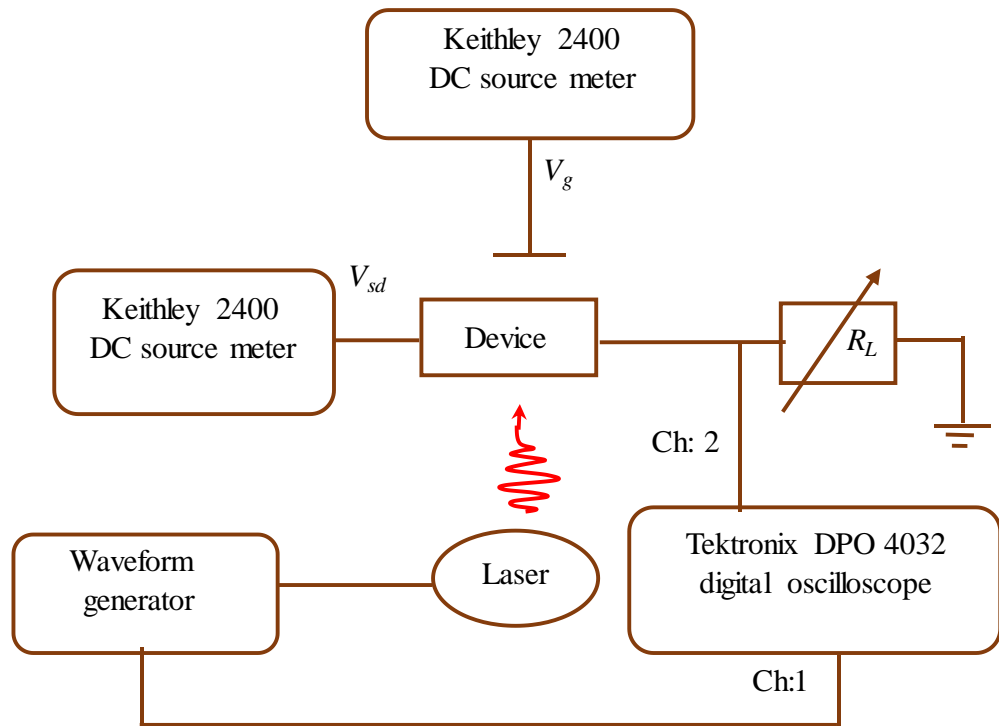 Keithley 2400
DC source meter
Vg
Vsd
Keithley 2400
DC source meter
Device
RL
Ch: 2
Waveform
generator
Laser
Tektronix DPO 4032
digital oscilloscope
Ch:1